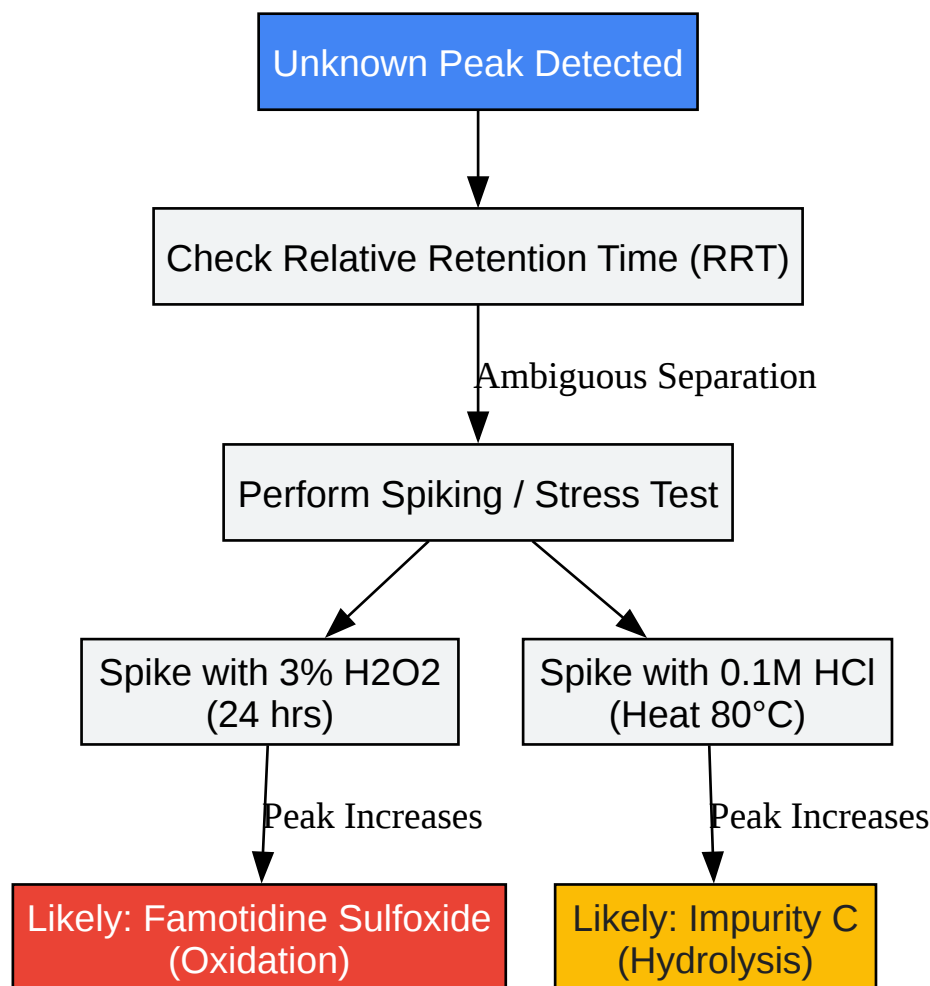 Unknown Peak Detected
Check Relative Retention Time (RRT)
Ambiguous Separation
Perform Spiking / Stress Test
Spike with 3% H2O2
(24 hrs)
Spike with 0.1M HCl
(Heat 80°C)
Peak Increases
Peak Increases
Likely: Famotidine Sulfoxide
(Oxidation)
Likely: Impurity C
(Hydrolysis)